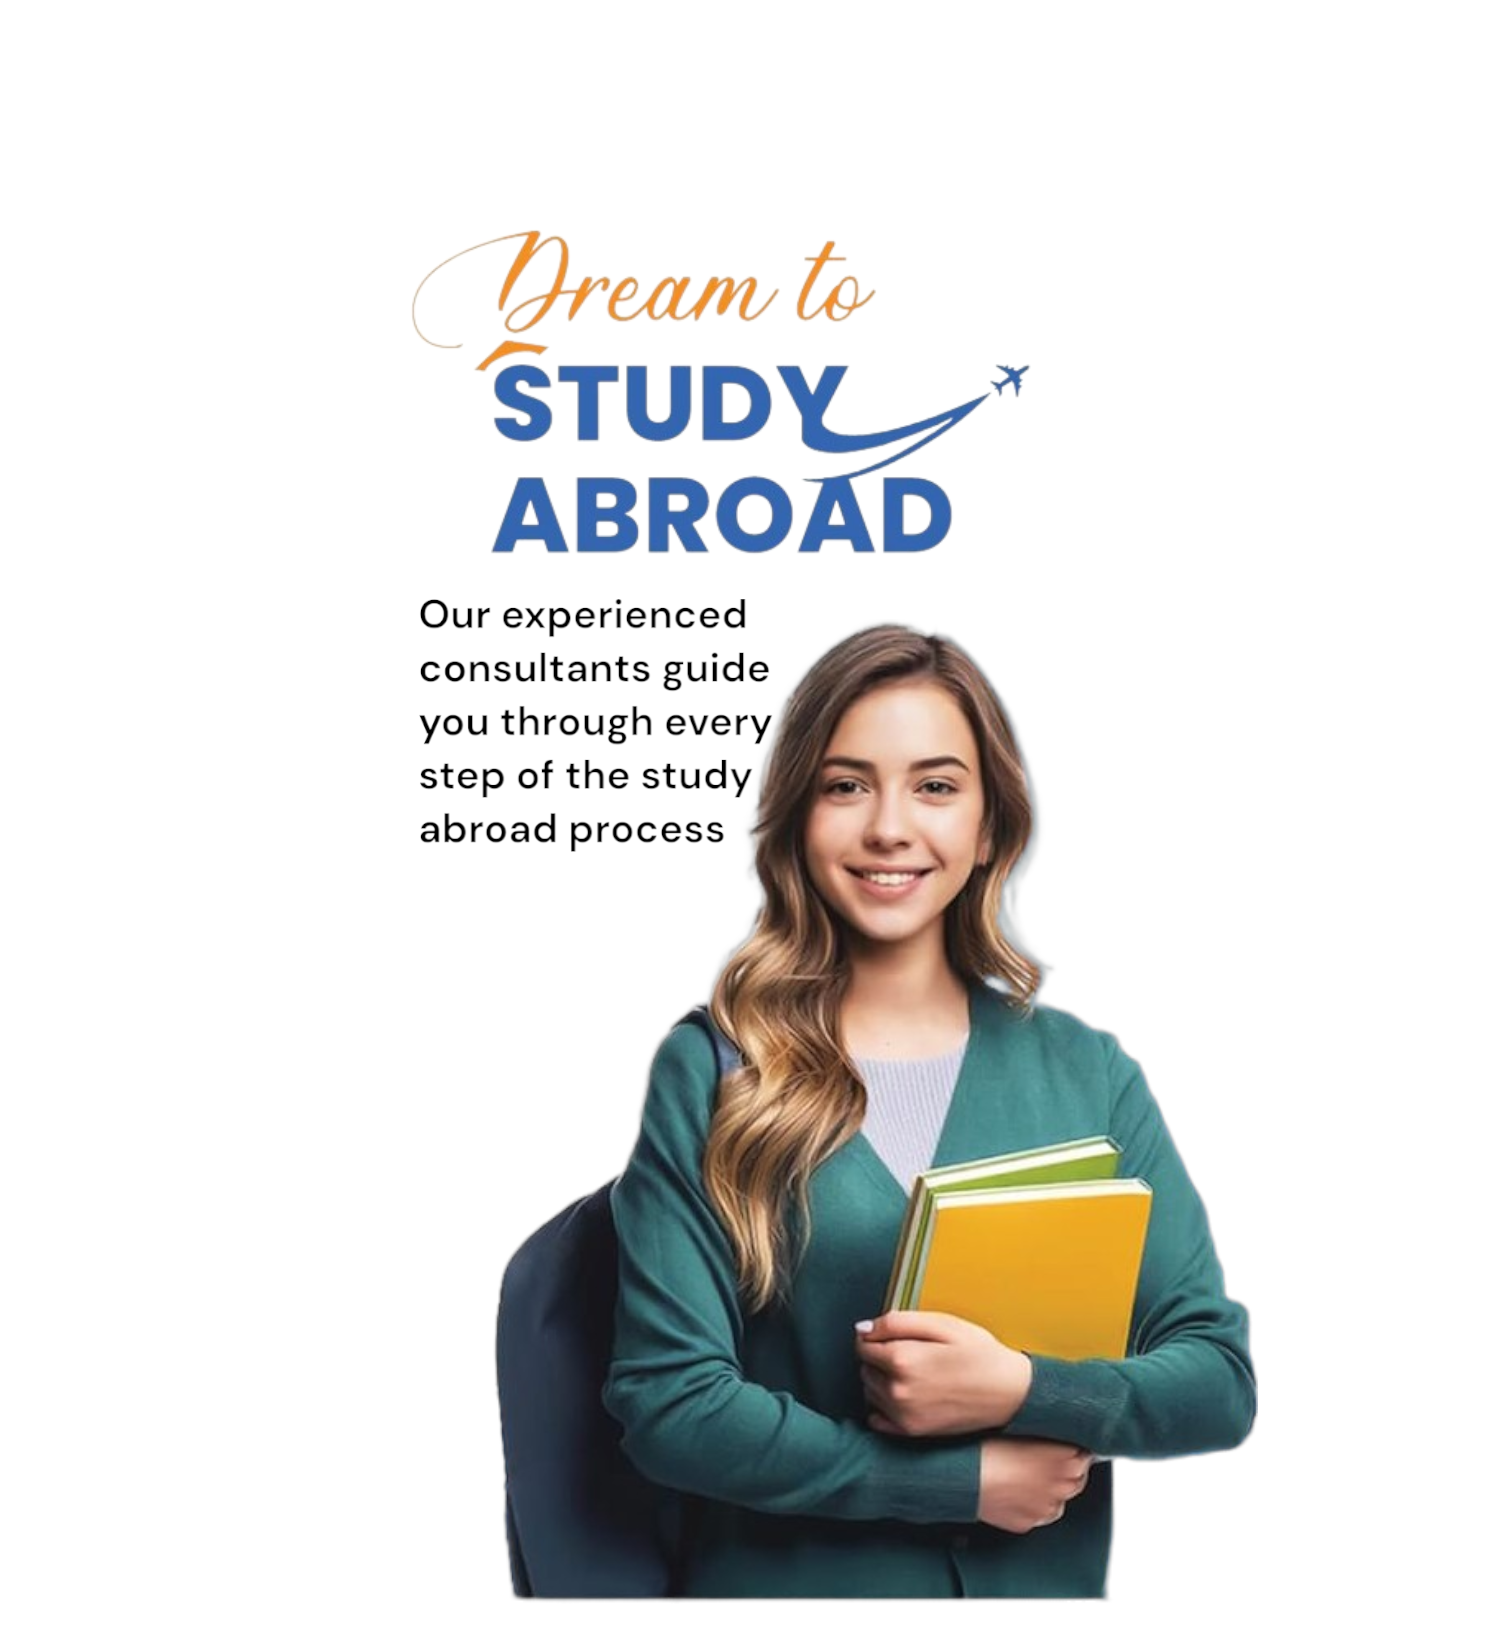 Dream to
STUDY
ABROAD
Our experienced
consultants guide
you through every
step of the study
abroad process